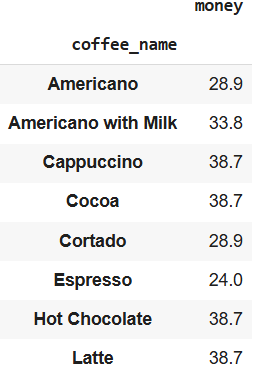 money
coffee_name
Americano 28.9
Americano with Milk 33.8
Cappuccino 38.7
Cocoa 38.7
Cortado 28.9
Espresso 24.0
Hot Chocolate 38.7
Latte 38.7